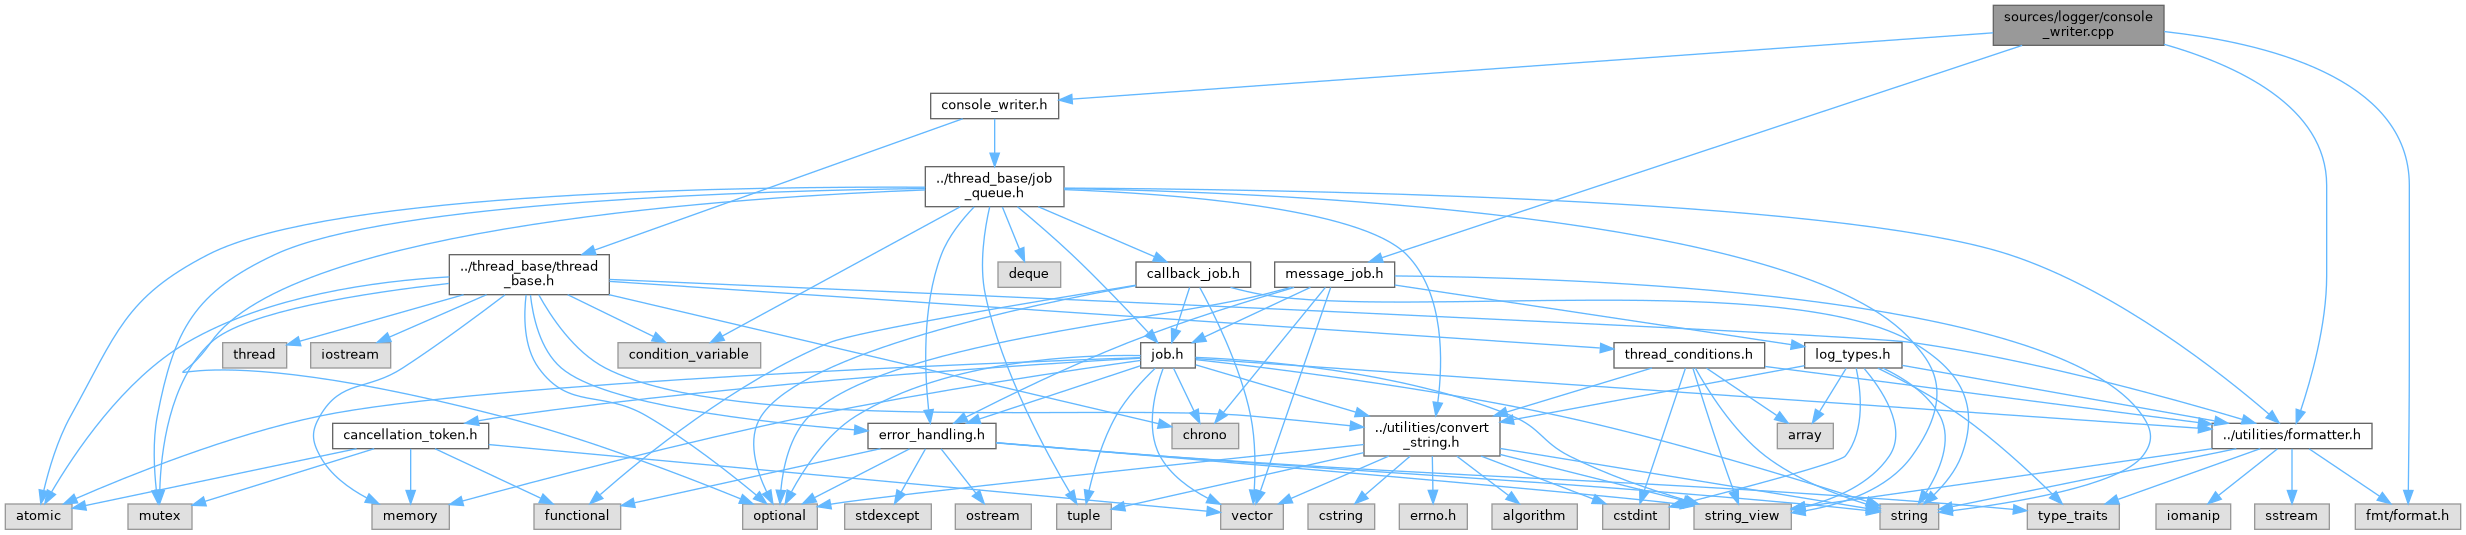 sources/logger/console
_writer.cpp
console_writer.h
../thread_base/job
_queue.h
../thread_base/thread
_base.h
deque
callback_job.h
message_job.h
thread
iostream
condition_variable
job.h
thread_conditions.h
log_types.h
cancellation_token.h
error_handling.h
chrono
../utilities/convert
_string.h
array
../utilities/formatter.h
atomic
mutex
memory
functional
optional
stdexcept
ostream
tuple
vector
cstring
errno.h
algorithm
cstdint
string_view
string
type_traits
iomanip
sstream
fmt/format.h